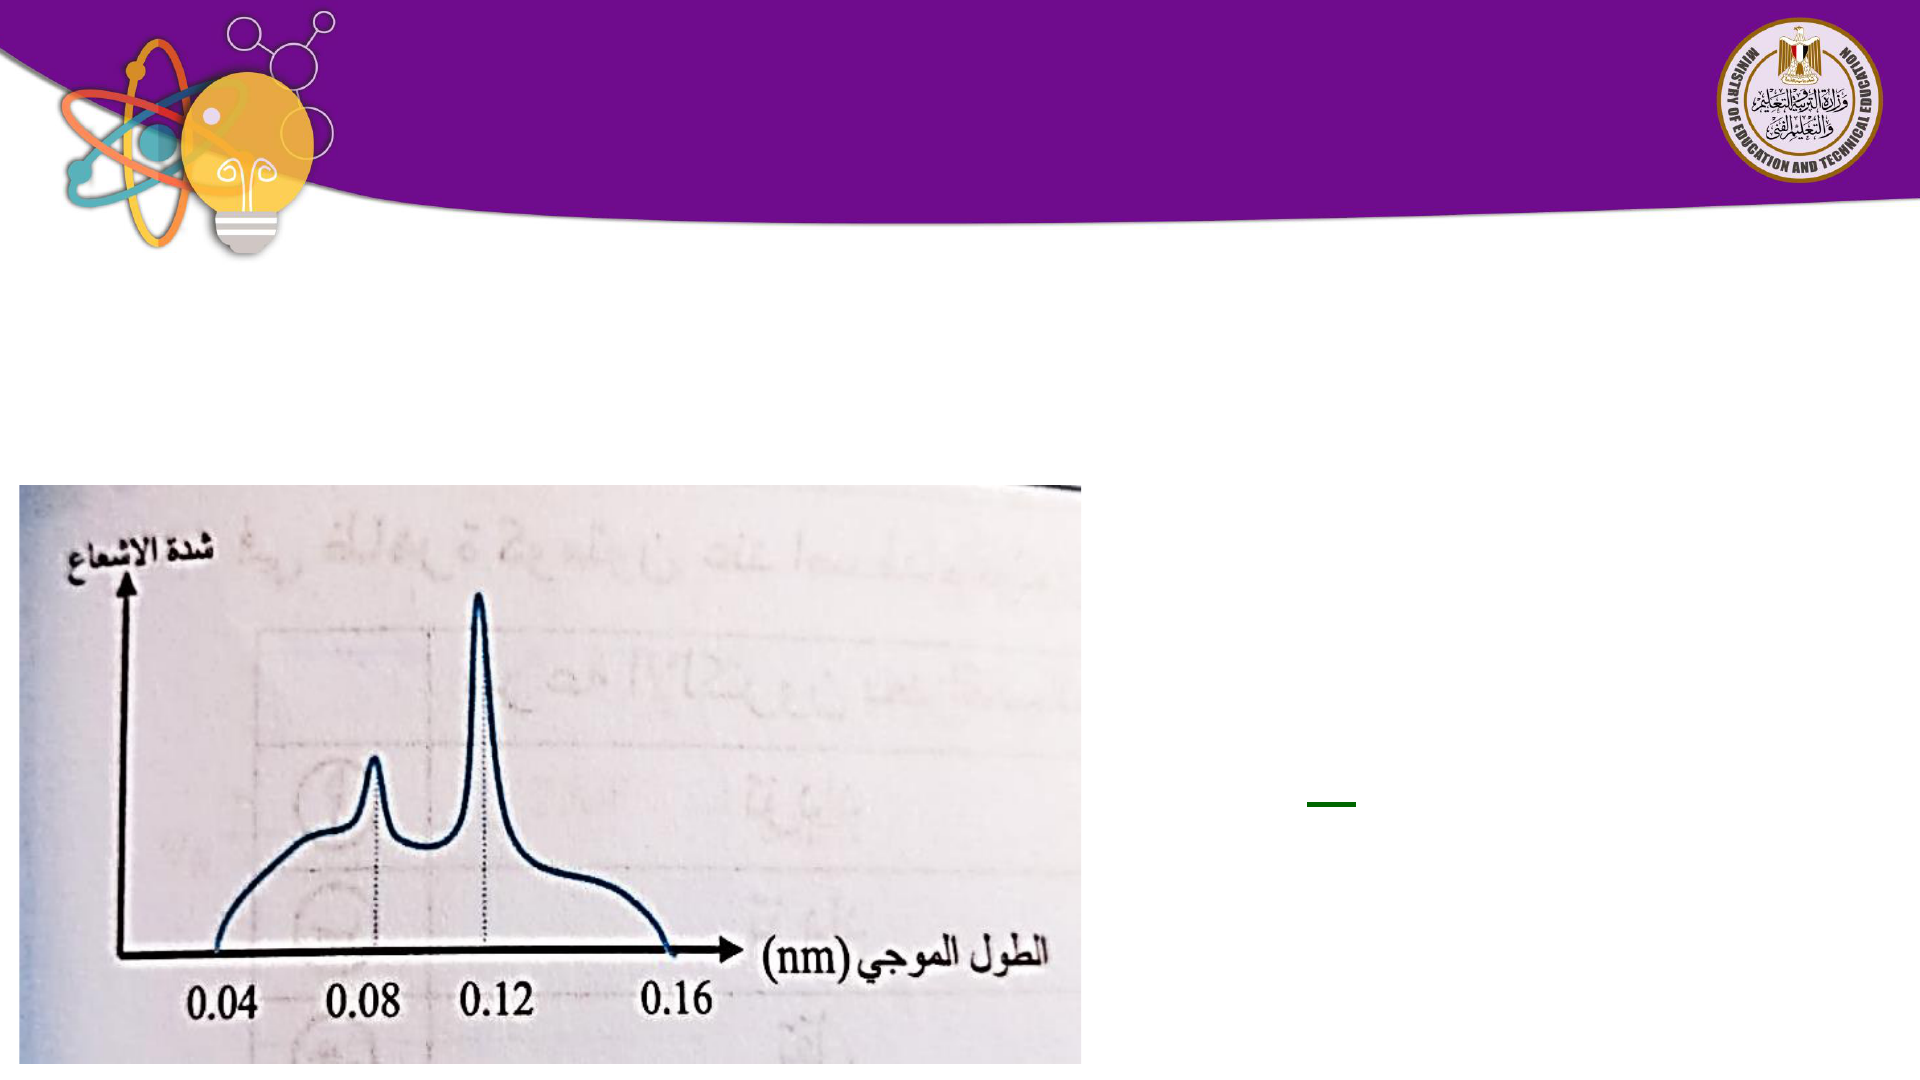 وزارة التربية والتعليم
والتعليم الفنى
MINISTRY OF EDUCATION AND TECHNICAL EDUCATION
شدة الاشعاع
الطول الموجي (nm)
0.04 0.08 0.12 0.16